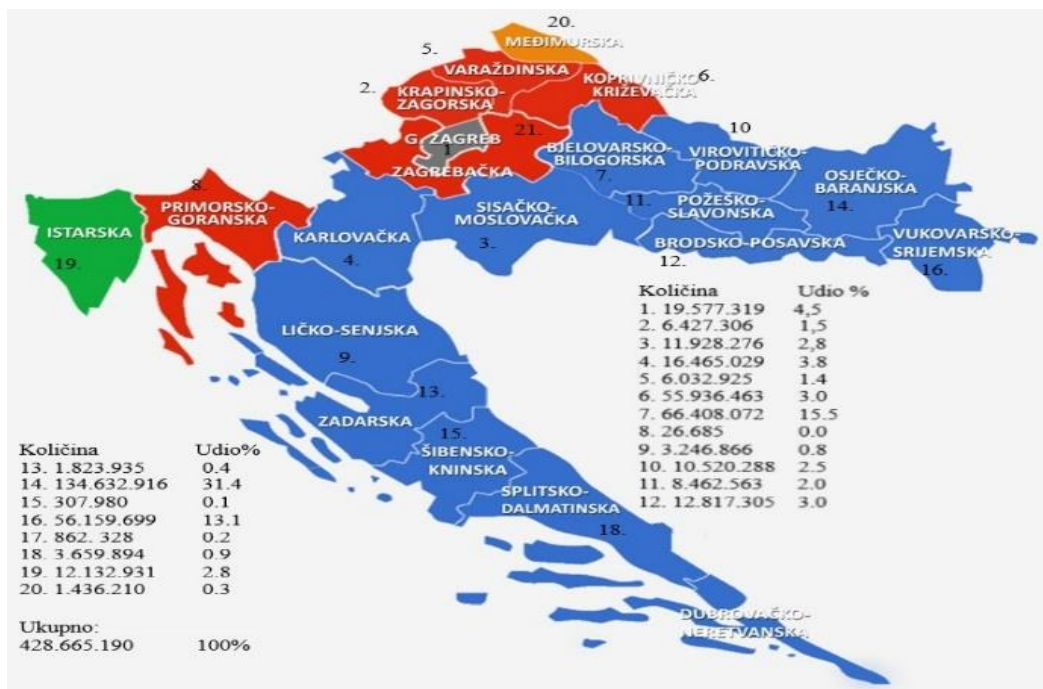 20.
MEĐIMURSKA
5.
VARAŽDINSKA
2.
KRAPINSKO-
ZAGORSKA
6.
KOPRIVNIČKO
KRIŽEVAČKA
G. ZAGREB
1
21.
ZAGREBAČKA
BJELOVARSKO-
BILOGORSKA
7.
10
VIROVITIČKO-
PODRAVSKA
OSJEČKO-
BARANJSKA
14.
8.
PRIMORSKO-
GORANSKA
ISTARSKA
19.
KARLOVAČKA
4.
SISAČKO-
MOSLOVAČKA
3.
11.
POŽEŠKO-
SLAVONSKA
BRODSKO-POSAVSKA
12.
VUKOVARSKO-
SRIJEMSKA
16.
LIČKO-SENJSKA
9.
13.
ZADARSKA
15.
ŠIBENSKO-
KNINSKA
SPLITSKO-
DALMATINSKA
18.
DUBROVAČKO-
NERETVANSKA
Količina Udio %
1. 19.577.319 4,5
2. 6.427.306 1,5
3. 11.928.276 2,8
4. 16.465.029 3.8
5. 6.032.925 1.4
6. 55.936.463 3.0
7. 66.408.072 15.5
8. 26.685 0.0
9. 3.246.866 0.8
10. 10.520.288 2.5
11. 8.462.563 2.0
12. 12.817.305 3.0
Količina Udio%
13. 1.823.935 0.4
14. 134.632.916 31.4
15. 307.980 0.1
16. 56.159.699 13.1
17. 862. 328 0.2
18. 3.659.894 0.9
19. 12.132.931 2.8
20. 1.436.210 0.3
Ukupno:
428.665.190 100%